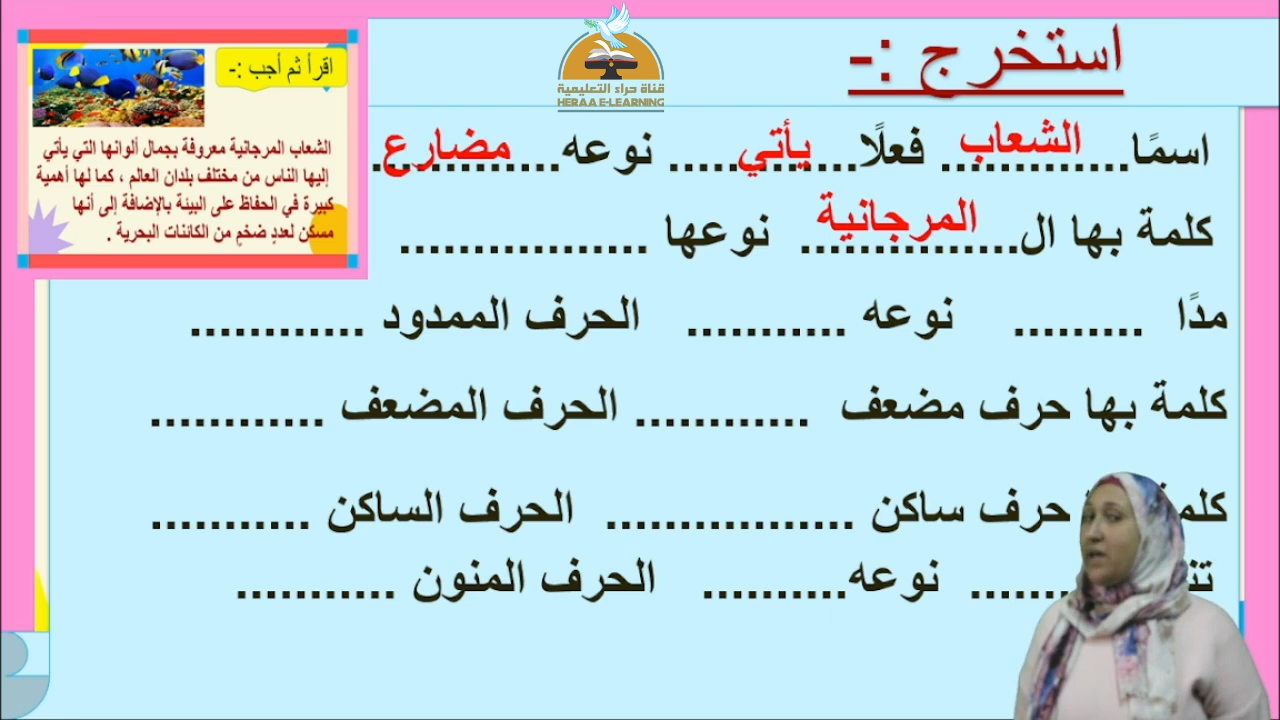 استخرج :-
قناة حراء التعليمية
HERAA E-LEARNING
اقرأ ثم أجب :-
الشعاب المرجانية معروفة بجمال ألوانها التي يأتي
إليها الناس من مختلف بلدان العالم ، كما لها أهمية
كبيرة في الحفاظ على البيئة بالإضافة إلى أنها
مسكن لعددٍ ضخمٍ من الكائنات البحرية .
اسمًا............. الشعاب فعلًا............. يأتي نوعه............. مضارع
كلمة بها ال............... المرجانية نوعها .................
مدًا ......... نوعه ........... الحرف الممدود ............
كلمة بها حرف مضعف ............ الحرف المضعف ............
حرف ساكن ................. الحرف الساكن ...........
......... نوعه.......... الحرف المنون ...........